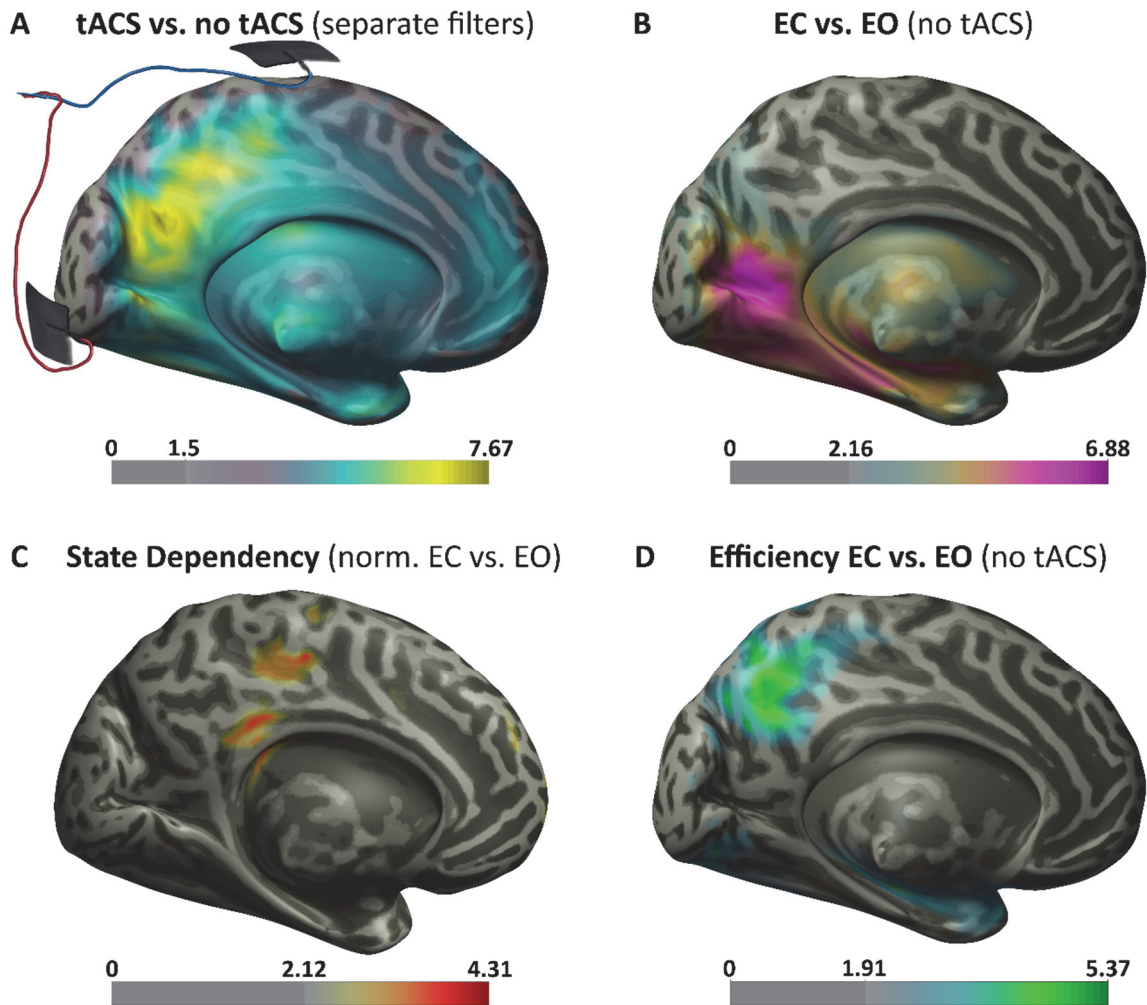 A tACS vs. no tACS (separate filters)
B EC vs. EO (no tACS)
0 1.5 7.67
0 2.16 6.88
C State Dependency (norm. EC vs. EO)
D Efficiency EC vs. EO (no tACS)
0 2.12 4.31
0 1.91 5.37